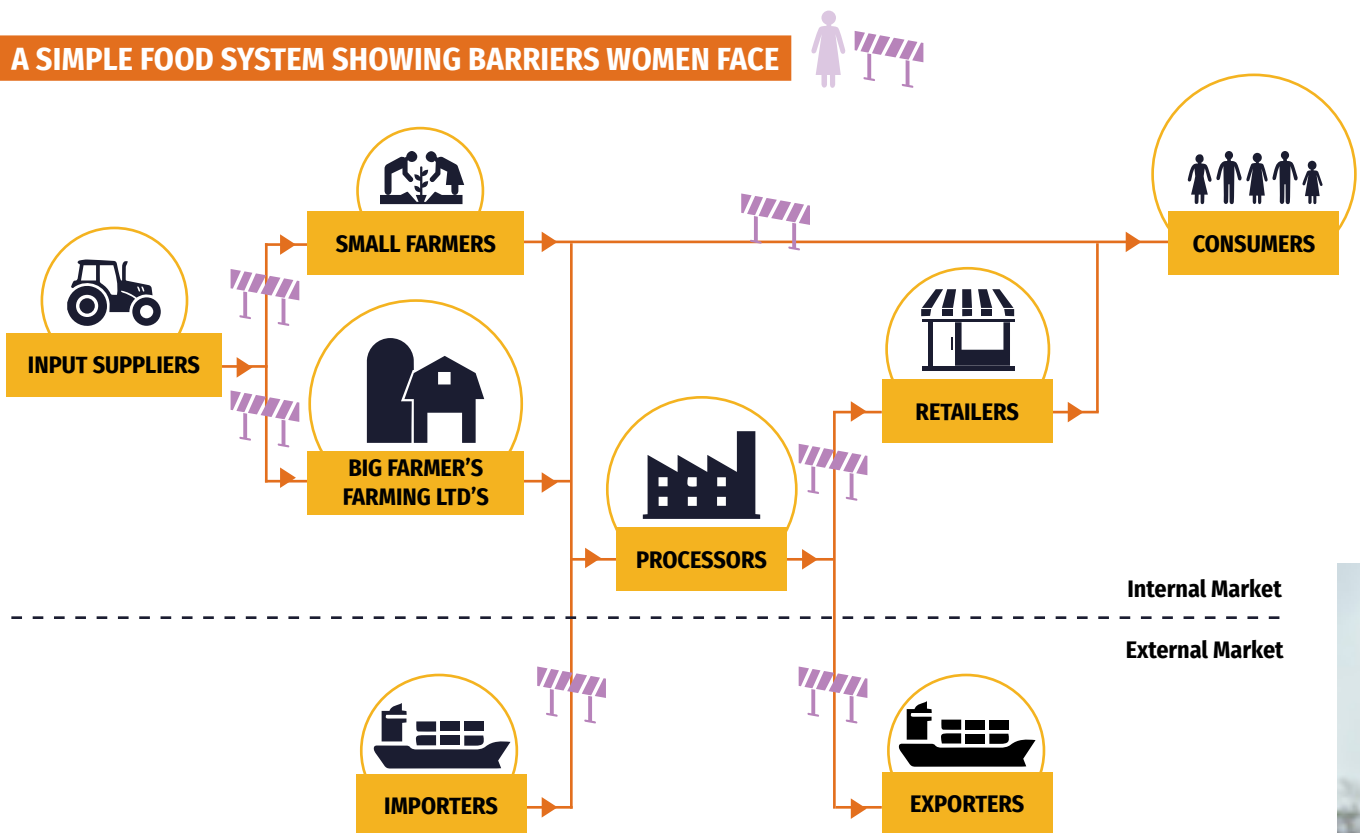 A SIMPLE FOOD SYSTEM SHOWING BARRIERS WOMEN FACE
SMALL FARMERS
CONSUMERS
INPUT SUPPLIERS
RETAILERS
BIG FARMER'S
FARMING LTD'S
PROCESSORS
Internal Market
External Market
IMPORTERS
EXPORTERS